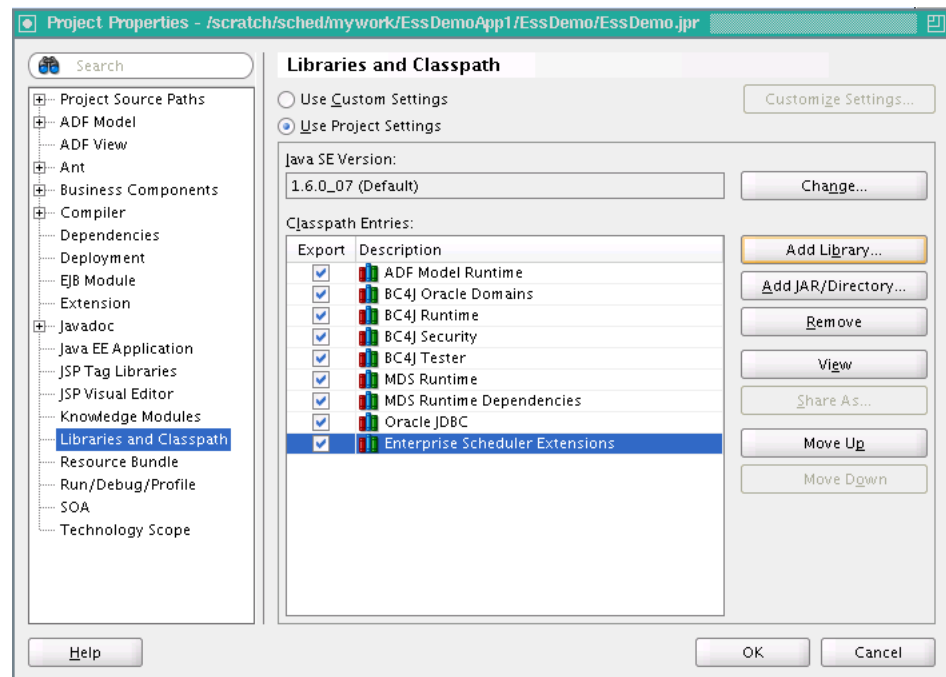 Project Properties - /scratch/sched/mywork/EssDemoApp1/EssDemo/EssDemo.jpr
Search
Project Source Paths
ADF Model
ADF View
Ant
Business Components
Compiler
Dependencies
Deployment
EJB Module
Extension
Javadoc
Java EE Application
JSP Tag Libraries
JSP Visual Editor
Knowledge Modules
Libraries and Classpath
Resource Bundle
Run/Debug/Profile
SOA
Technology Scope
Libraries and Classpath
Use Custom Settings
Customize Settings...
Use Project Settings
Java SE Version:
1.6.0_07 (Default)
Change...
Classpath Entries:
Export Description
ADF Model Runtime
BC4J Oracle Domains
BC4J Runtime
BC4J Security
BC4J Tester
MDS Runtime
MDS Runtime Dependencies
Oracle JDBC
Enterprise Scheduler Extensions
Add Library...
Add JAR/Directory...
Remove
View
Share As...
Move Up
Move Down
Help
OK
Cancel